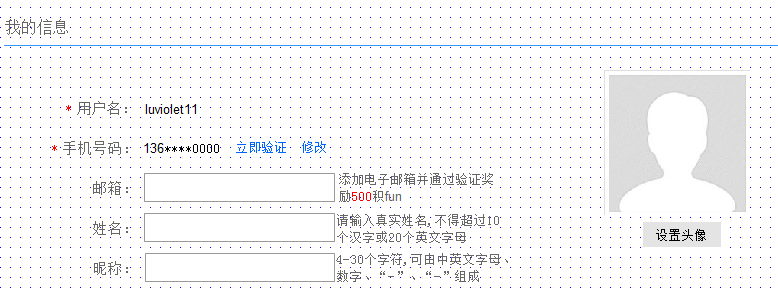 我的信息
* 用户名： luviolet11
* 手机号码： 136****0000 立即验证 修改
邮箱： 添加电子邮箱并通过验证奖
励500积fun
姓名： 请输入真实姓名,不得超过10
个汉字或20个英文字母
昵称： 4-30个字符,可由中英文字母、
数字、“-”、“-”组成
设置头像